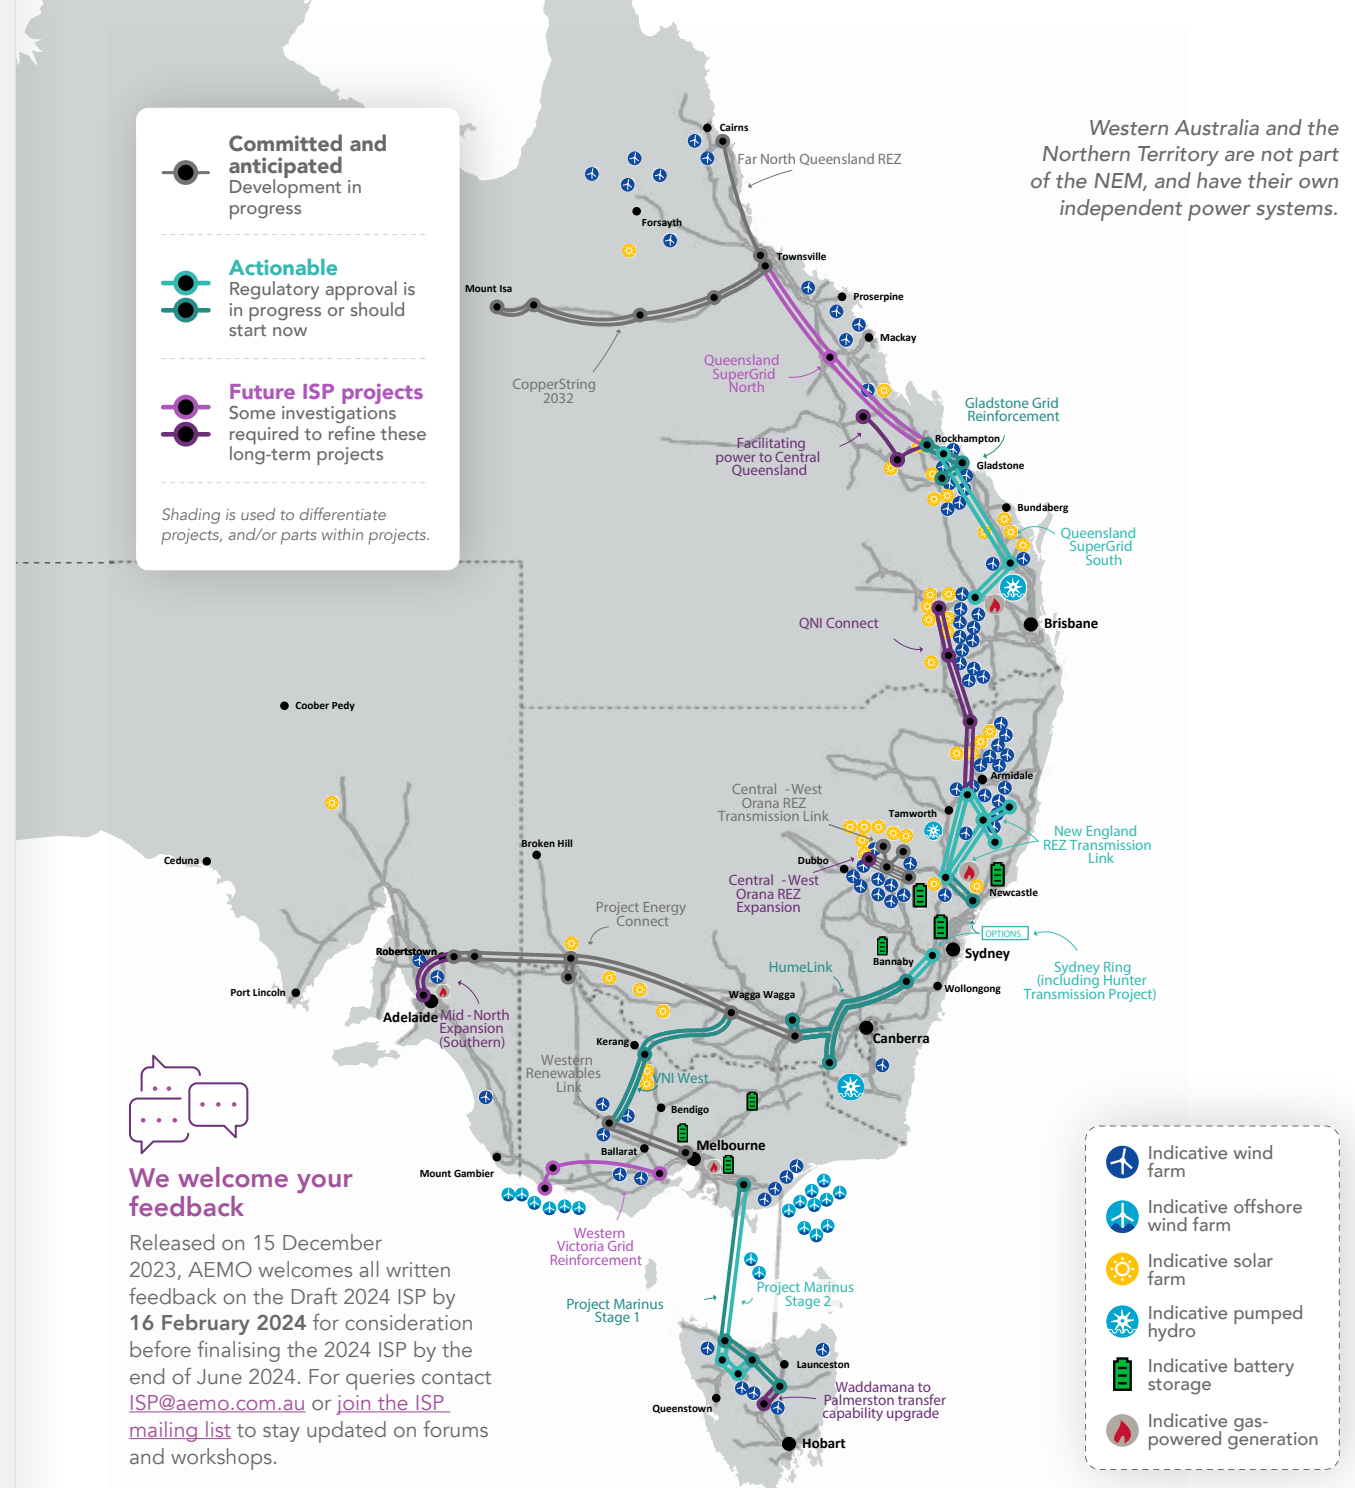 Committed and
anticipated
Development in
progress
Actionable
Regulatory approval is
in progress or should
start now
Future ISP projects
Some investigations
required to refine these
long-term projects
Shading is used to differentiate
projects, and/or parts within projects.
Western Australia and the
Northern Territory are not part
of the NEM, and have their own
independent power systems.
Cairns
Far North Queensland REZ
Forsayth
Townsville
Mount Isa
Proserpine
Mackay
CopperString
2032
Queensland
SuperGrid
North
Gladstone Grid
Reinforcement
Facilitating
power to Central
Queensland
Rockhampton
Gladstone
Bundaberg
Queensland
SuperGrid
South
QNI Connect
Brisbane
Coober Pedy
Armidale
Central -West
Orana REZ
Transmission Link
Tamworth
New England
REZ Transmission
Link
Broken Hill
Ceduna
Dubbo
Central -West
Orana REZ
Expansion
Newcastle
Project Energy
Connect
OPTIONS
Sydney
Robertstown
HumeLink
Bannaby
Sydney Ring
(including Hunter
Transmission Project)
Port Lincoln
Wagga Wagga
Wollongong
Adelaide
Mid -North
Expansion
(Southern)
Kerang
Canberra
Western
Renewables
Link
VNI West
Bendigo
Ballarat
Melbourne
Mount Gambier
Western
Victoria Grid
Reinforcement
Project Marinus
Stage 1
Project Marinus
Stage 2
Launceston
Queenstown
Waddamana to
Palmerston transfer
capability upgrade
Hobart
We welcome your
feedback
Released on 15 December
2023, AEMO welcomes all written
feedback on the Draft 2024 ISP by
16 February 2024 for consideration
before finalising the 2024 ISP by the
end of June 2024. For queries contact
ISP@aemo.com.au or join the ISP
mailing list to stay updated on forums
and workshops.
Indicative wind
farm
Indicative offshore
wind farm
Indicative solar
farm
Indicative pumped
hydro
Indicative battery
storage
Indicative gas-
powered generation